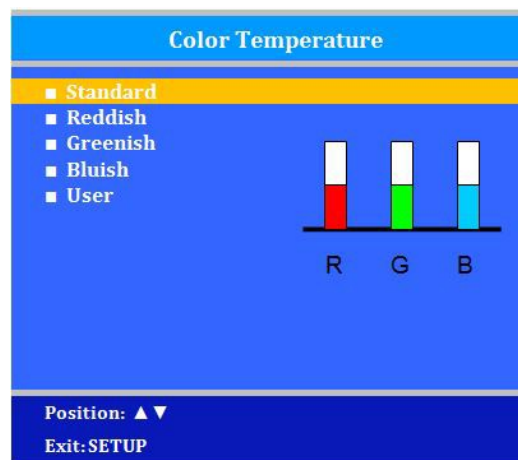 Color Temperature
■ Standard
■ Reddish
■ Greenish
■ Bluish
■ User
R G B
Position: ▲▼
Exit:SETUP